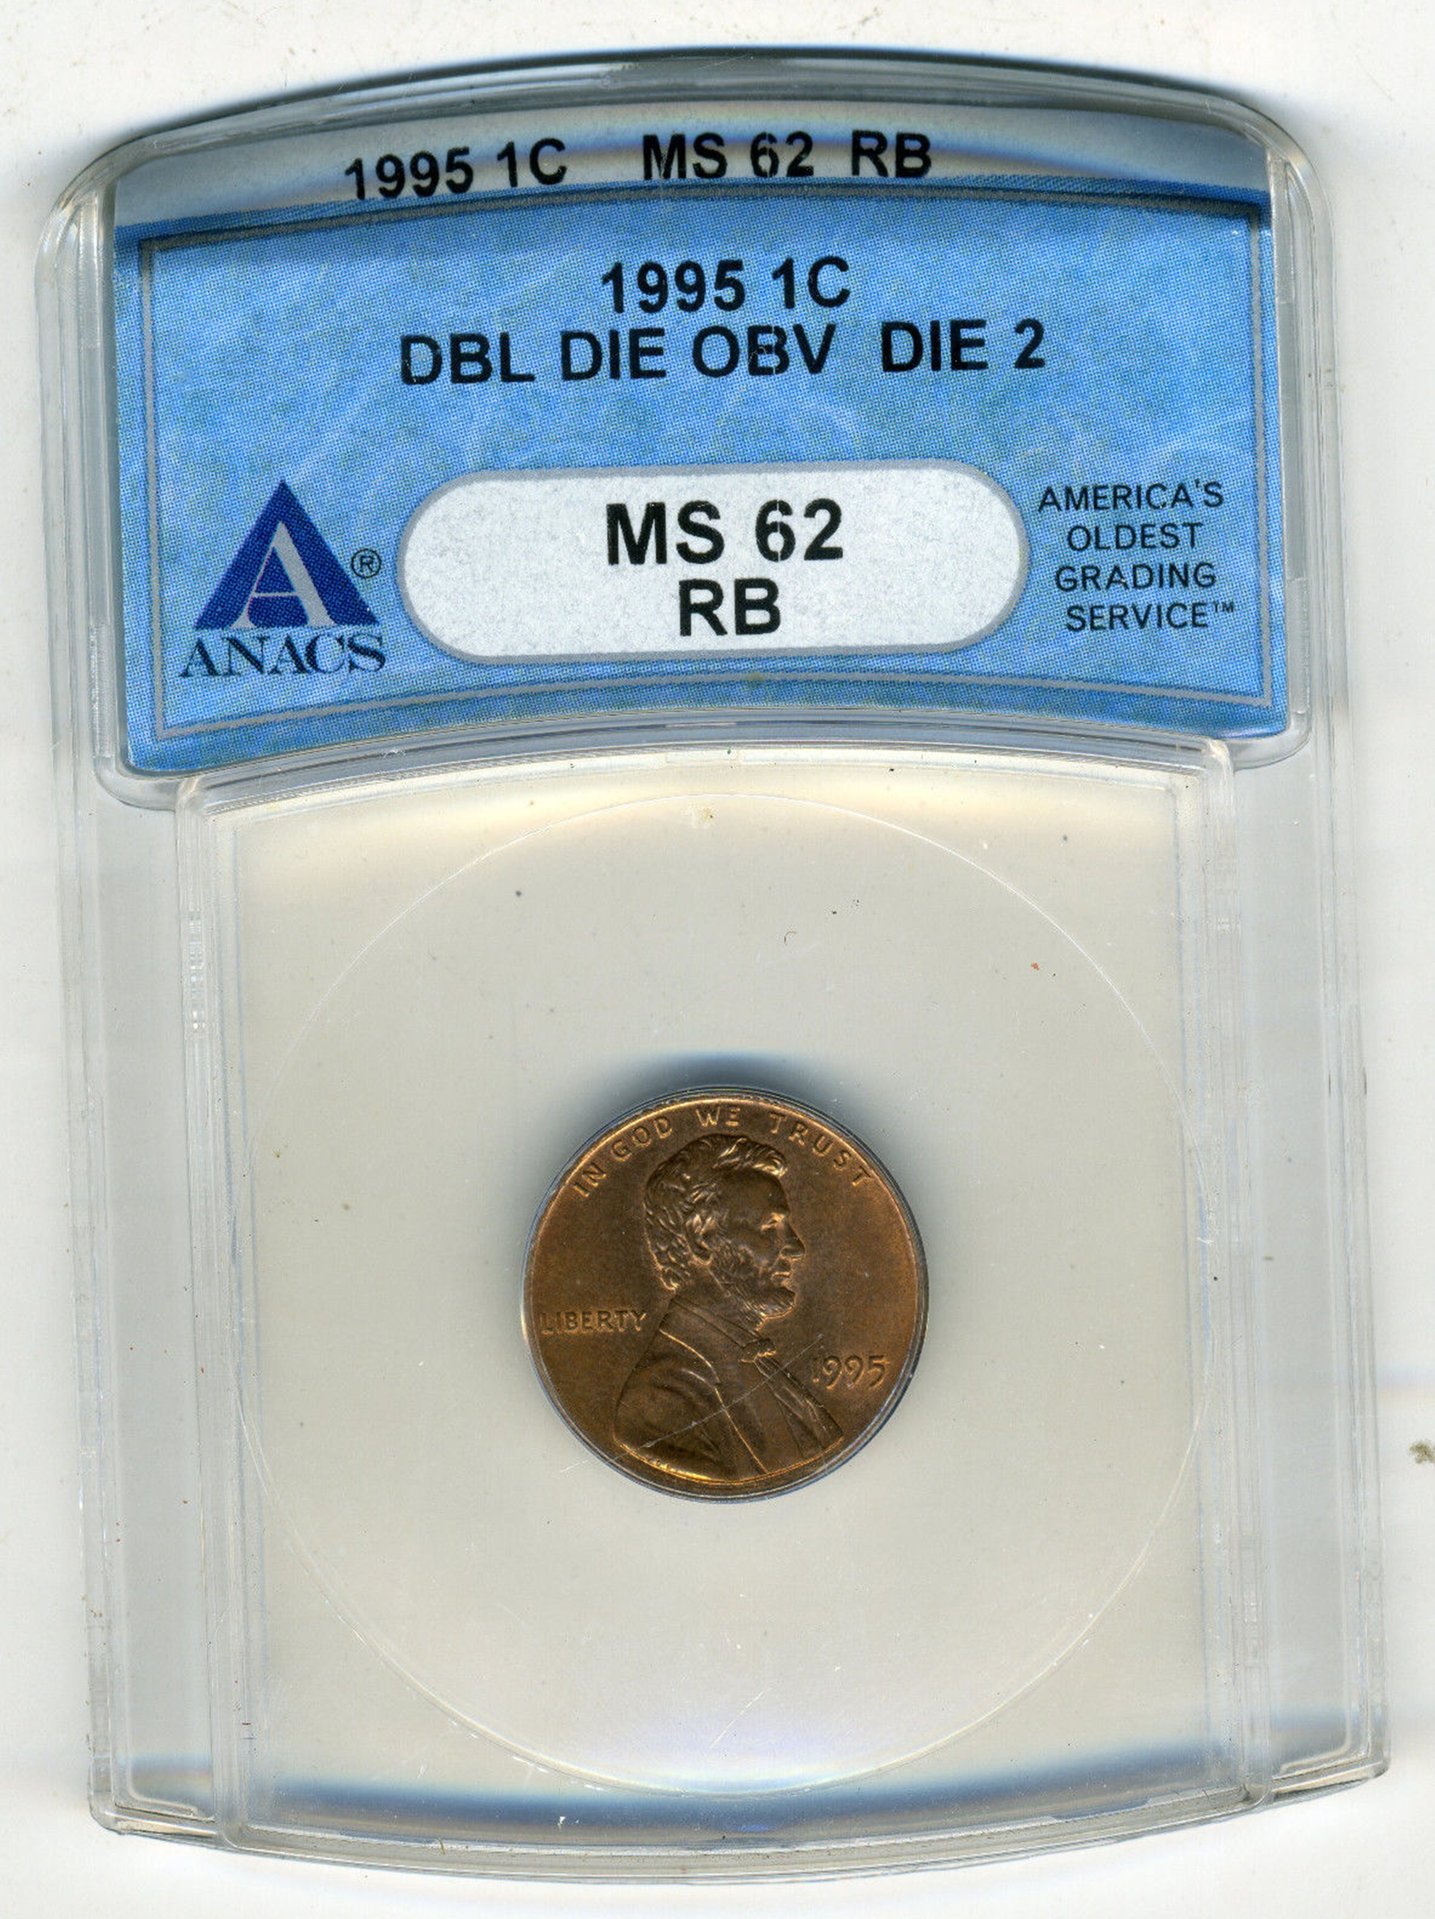 1995 1C MS 62 RB
1995 1C
DBL DIE OBV DIE 2
MS 62
RB
ANACS®
AMERICA'S
OLDEST
GRADING
SERVICE™
IN GOD WE TRUST
LIBERTY
1995